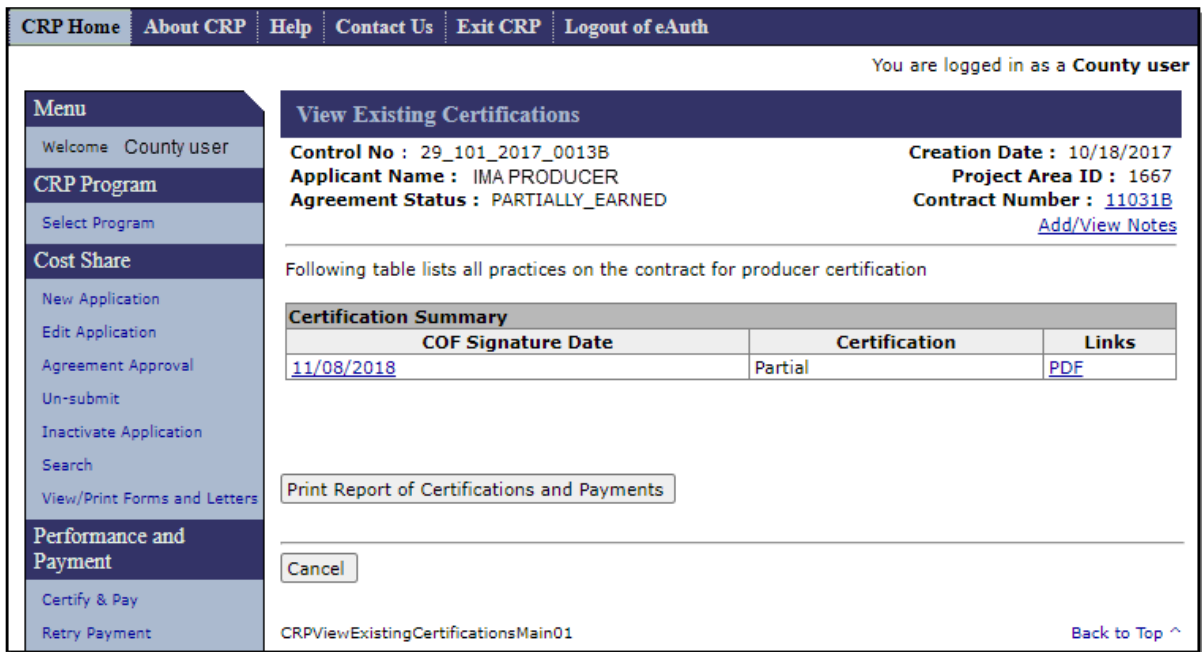 CRP Home About CRP Help Contact Us Exit CRP Logout of eAuth
You are logged in as a County user
Menu
Welcome County user
CRP Program
Select Program
Cost Share
New Application
Edit Application
Agreement Approval
Un-submit
Inactivate Application
Search
View/Print Forms and Letters
Performance and
Payment
Certify & Pay
Retry Payment
View Existing Certifications
Control No : 29_101_2017_0013B
Creation Date : 10/18/2017
Applicant Name : IMA PRODUCER
Project Area ID : 1667
Agreement Status : PARTIALLY_EARNED
Contract Number : 11031B
Add/View Notes
Following table lists all practices on the contract for producer certification
Certification Summary
COF Signature Date Certification Links
11/08/2018 Partial PDF
Print Report of Certifications and Payments
Cancel
CRPViewExistingCertificationsMain01
Back to Top ^